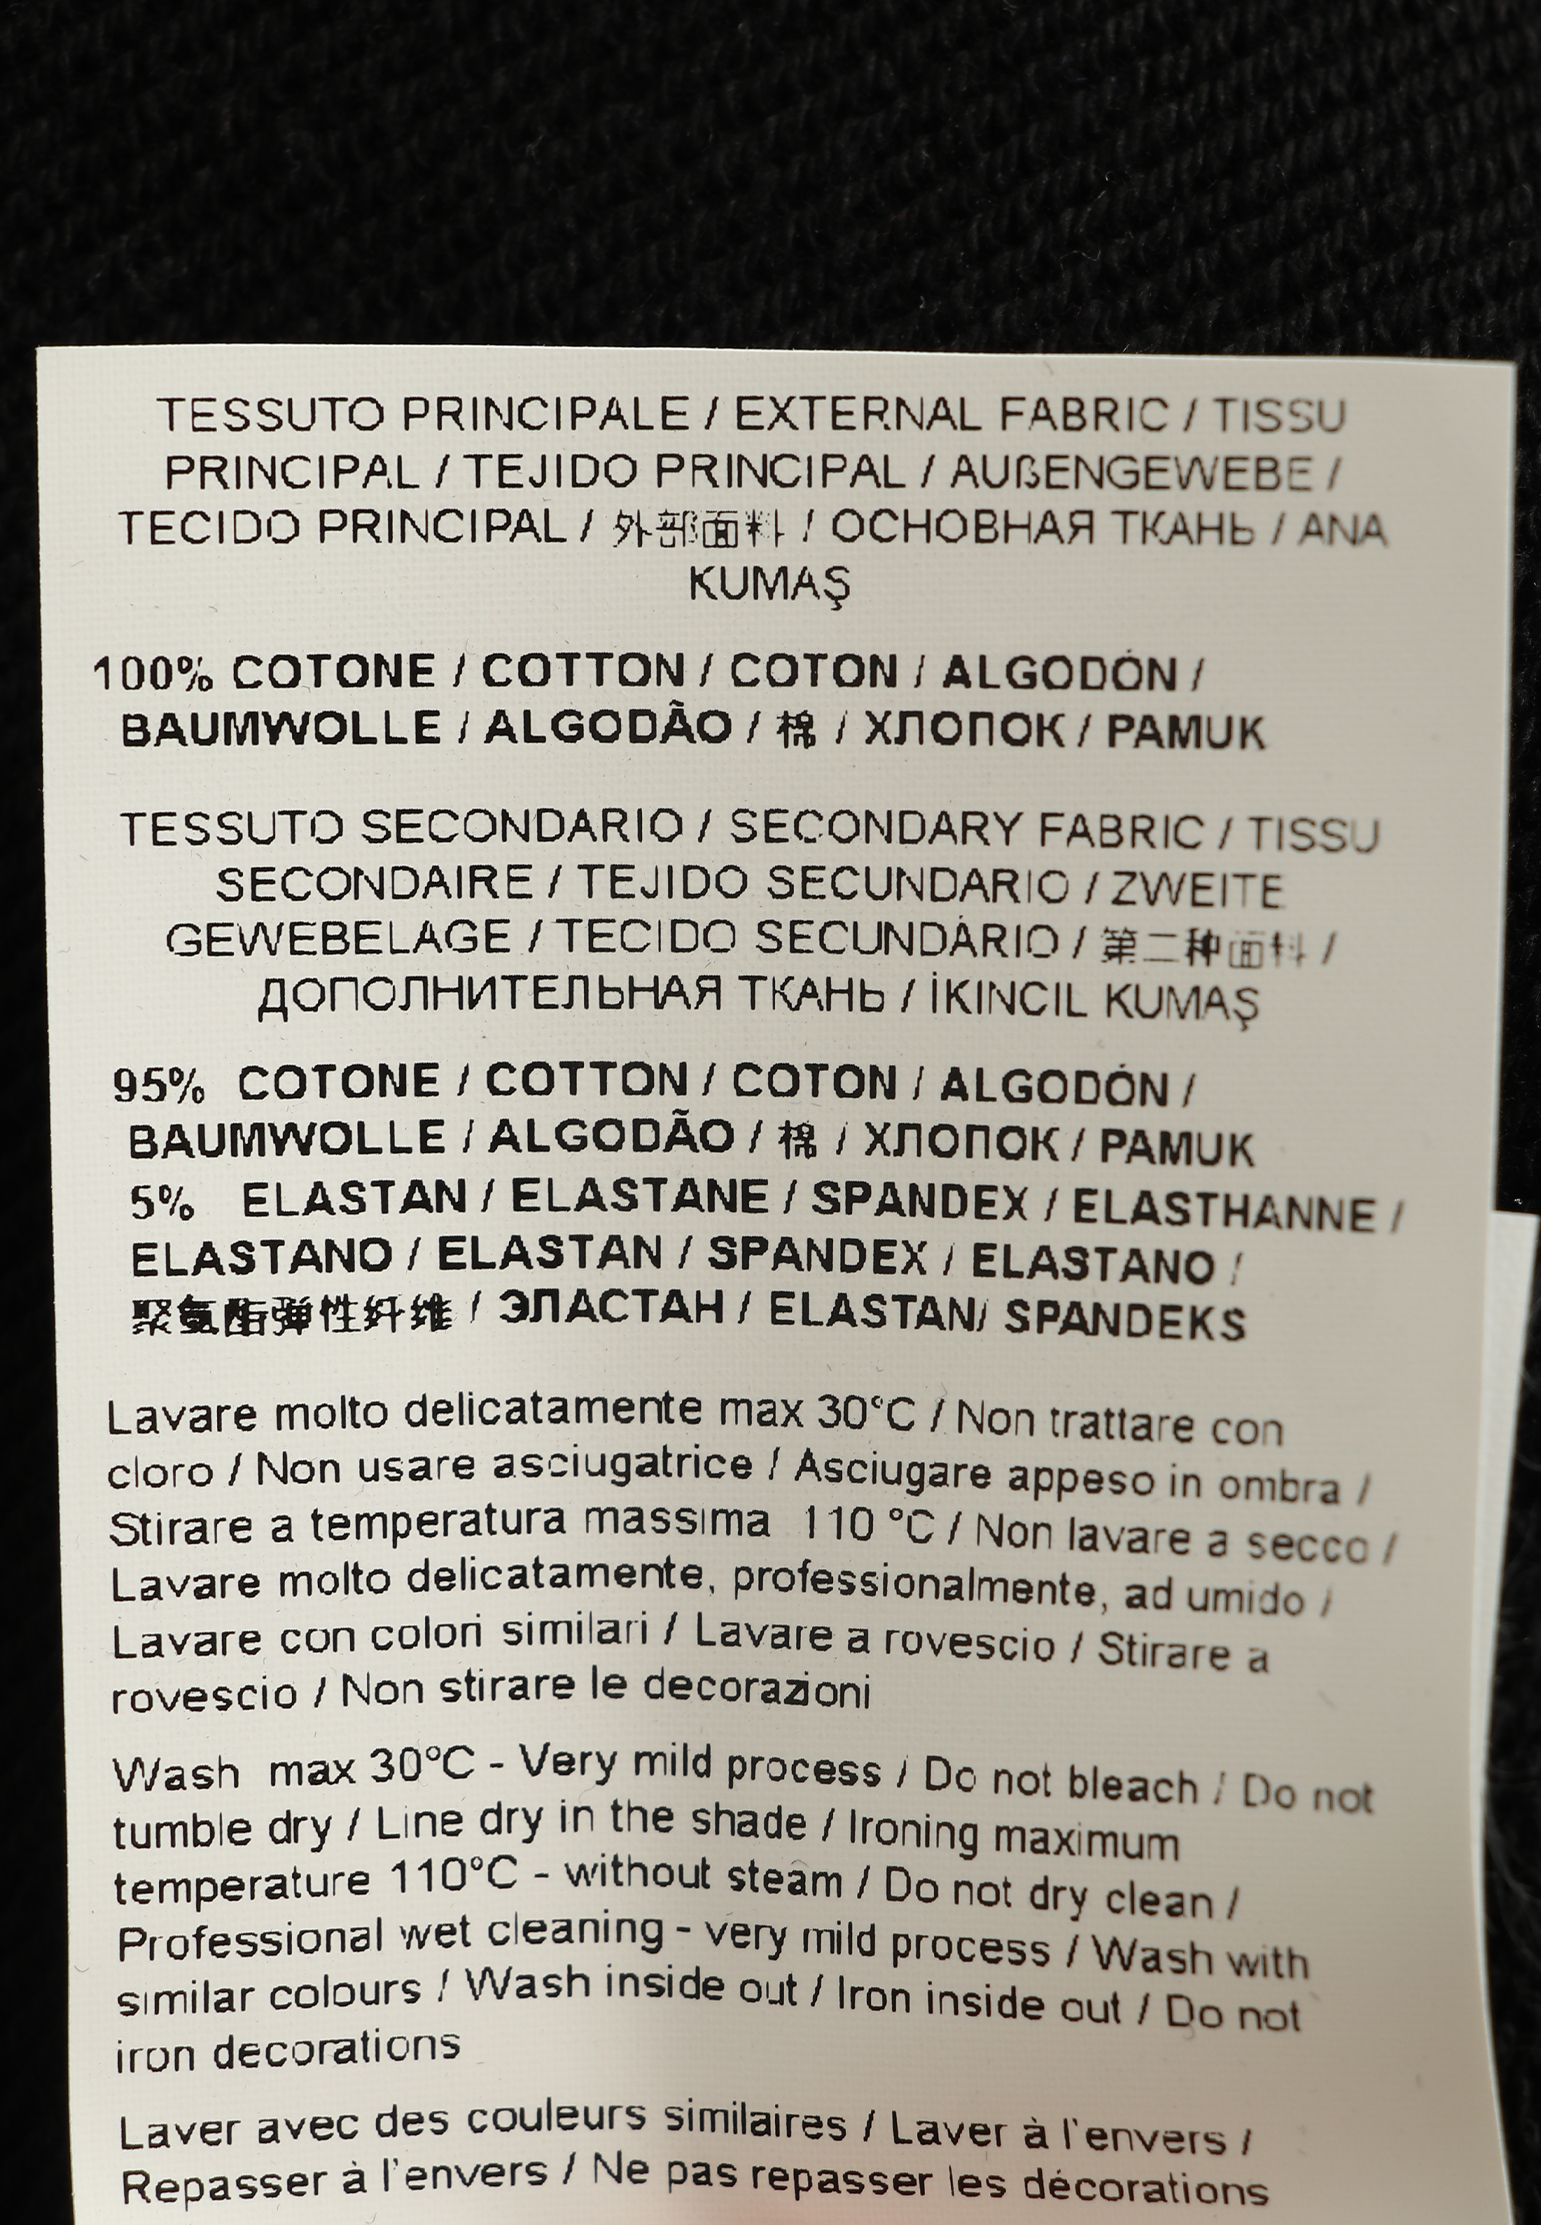 TESSUTO PRINCIPALE / EXTERNAL FABRIC / TISSU
PRINCIPAL / TEJIDO PRINCIPAL / AUßENGEWEBE /
TECIDO PRINCIPAL / 外部面料 / ОСНОВНАЯ ТКАНЬ / ANA
KUMAŞ
100% COTONE / COTTON / COTON / ALGODÓN /
BAUMWOLLE / ALGODÃO / 棉 / ХЛОПОК / PAMUK
TESSUTO SECONDARIO / SECONDARY FABRIC / TISSU
SECONDAIRE / TEJIDO SECUNDARIO / ZWEITE
GEWEBELAGE / TECIDO SECUNDÁRIO / 第二种面料 /
ДОПОЛНИТЕЛЬНАЯ ТКАНЬ / İKINCIL KUMAŞ
95% COTONE / COTTON / COTON / ALGODÓN /
BAUMWOLLE / ALGODÃO / 棉 / ХЛОПОК / PAMUK
5% ELASTAN / ELASTANE / SPANDEX / ELASTHANNE /
ELASTANO / ELASTAN / SPANDEX / ELASTANO /
聚氨酯弹性纤维 / ЭЛАСТАН / ELASTAN/ SPANDEKS
Lavare molto delicatamente max 30°C / Non trattare con
cloro / Non usare asciugatrice / Asciugare appeso in ombra /
Stirare a temperatura massima 110 °C / Non lavare a secco /
Lavare molto delicatamente, professionalmente, ad umido /
Lavare con colori similari / Lavare a rovescio / Stirare a
rovescio / Non stirare le decorazioni
Wash max 30°C - Very mild process / Do not bleach / Do not
tumble dry / Line dry in the shade / Ironing maximum
temperature 110°C - without steam / Do not dry clean /
Professional wet cleaning - very mild process / Wash with
similar colours / Wash inside out / Iron inside out / Do not
iron decorations
Laver avec des couleurs similaires / Laver à l'envers /
Repasser à l'envers / Ne pas repasser les décorations